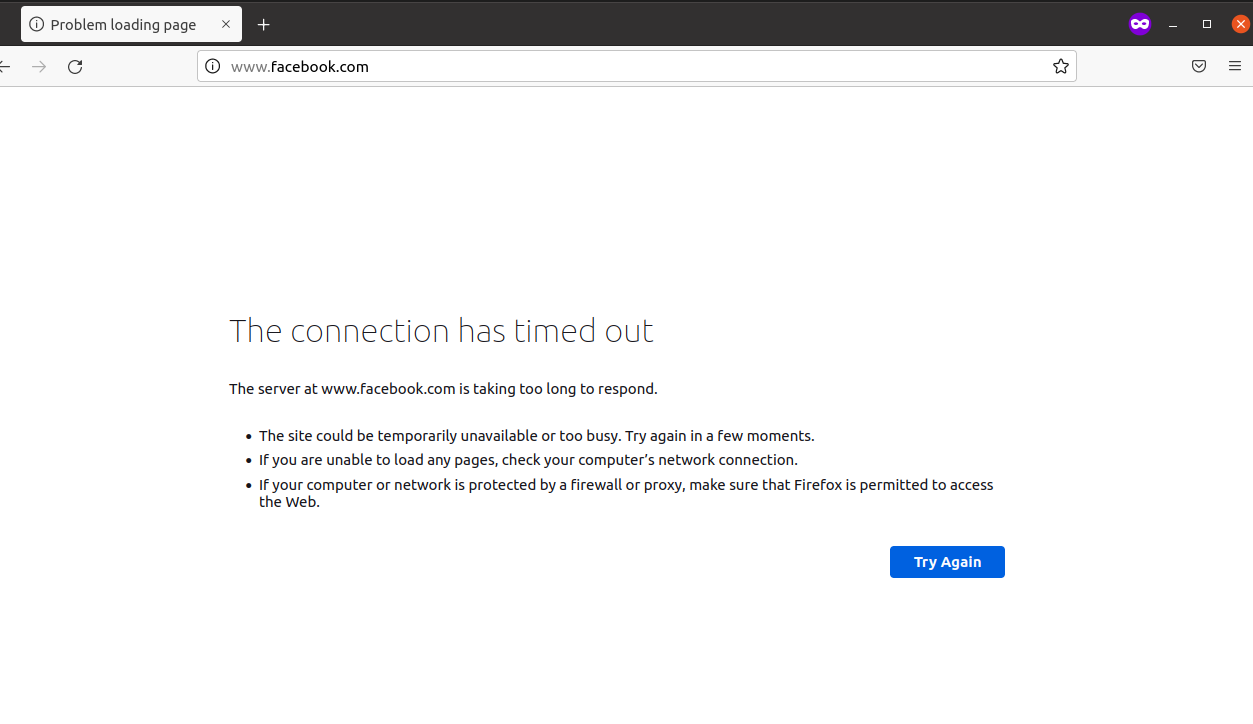 Problem loading page
www.facebook.com
The connection has timed out
The server at www.facebook.com is taking too long to respond.
• The site could be temporarily unavailable or too busy. Try again in a few moments.
• If you are unable to load any pages, check your computer’s network connection.
• If your computer or network is protected by a firewall or proxy, make sure that Firefox is permitted to access
the Web.
Try Again